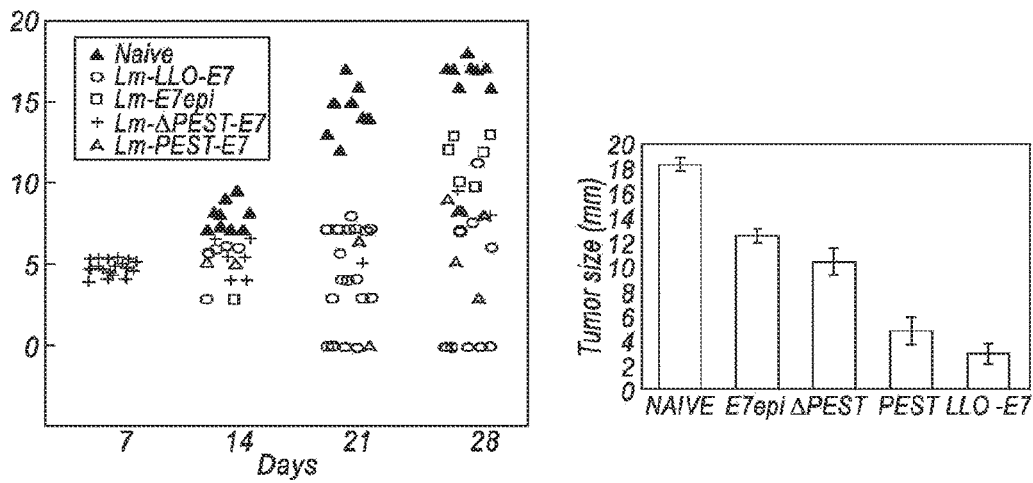 20
15
10
5
0
Naive
Lm-LLO-E7
Lm-E7epi
Lm-ΔPEST-E7
Lm-PEST-E7
7 14 21 28
Days
Tumor size (mm)
20
18
16
14
12
10
8
6
4
2
0
NAIVE E7epi ΔPEST PEST LLO -E7